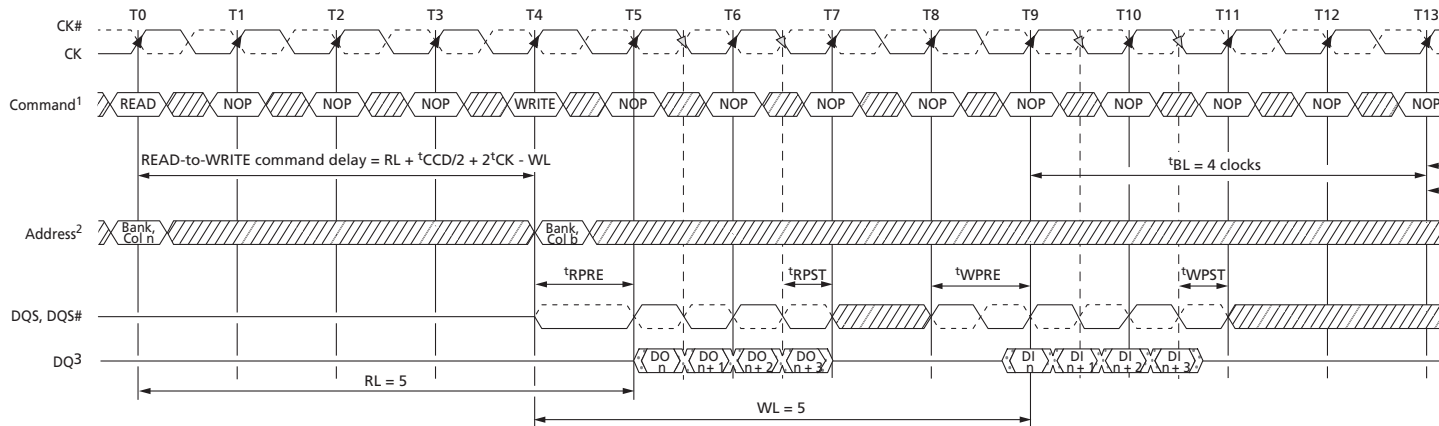 T0 T1 T2 T3 T4 T5 T6 T7 T8 T9 T10 T11 T12 T13
CK#
CK
Command1 READ NOP NOP NOP WRITE NOP NOP NOP NOP NOP NOP NOP NOP NOP
READ-to-WRITE command delay = RL + tCCD/2 + 2tCK - WL
tBL = 4 clocks
Address2 Bank, Col n Bank, Col b
tRPRE tRPST tWPRE tWPST
DQS, DQS#
DQ3 DO n DO n + 1 DO n + 2 DO n + 3 DI n DI n + 1 DI n + 2 DI n + 3
RL = 5
WL = 5